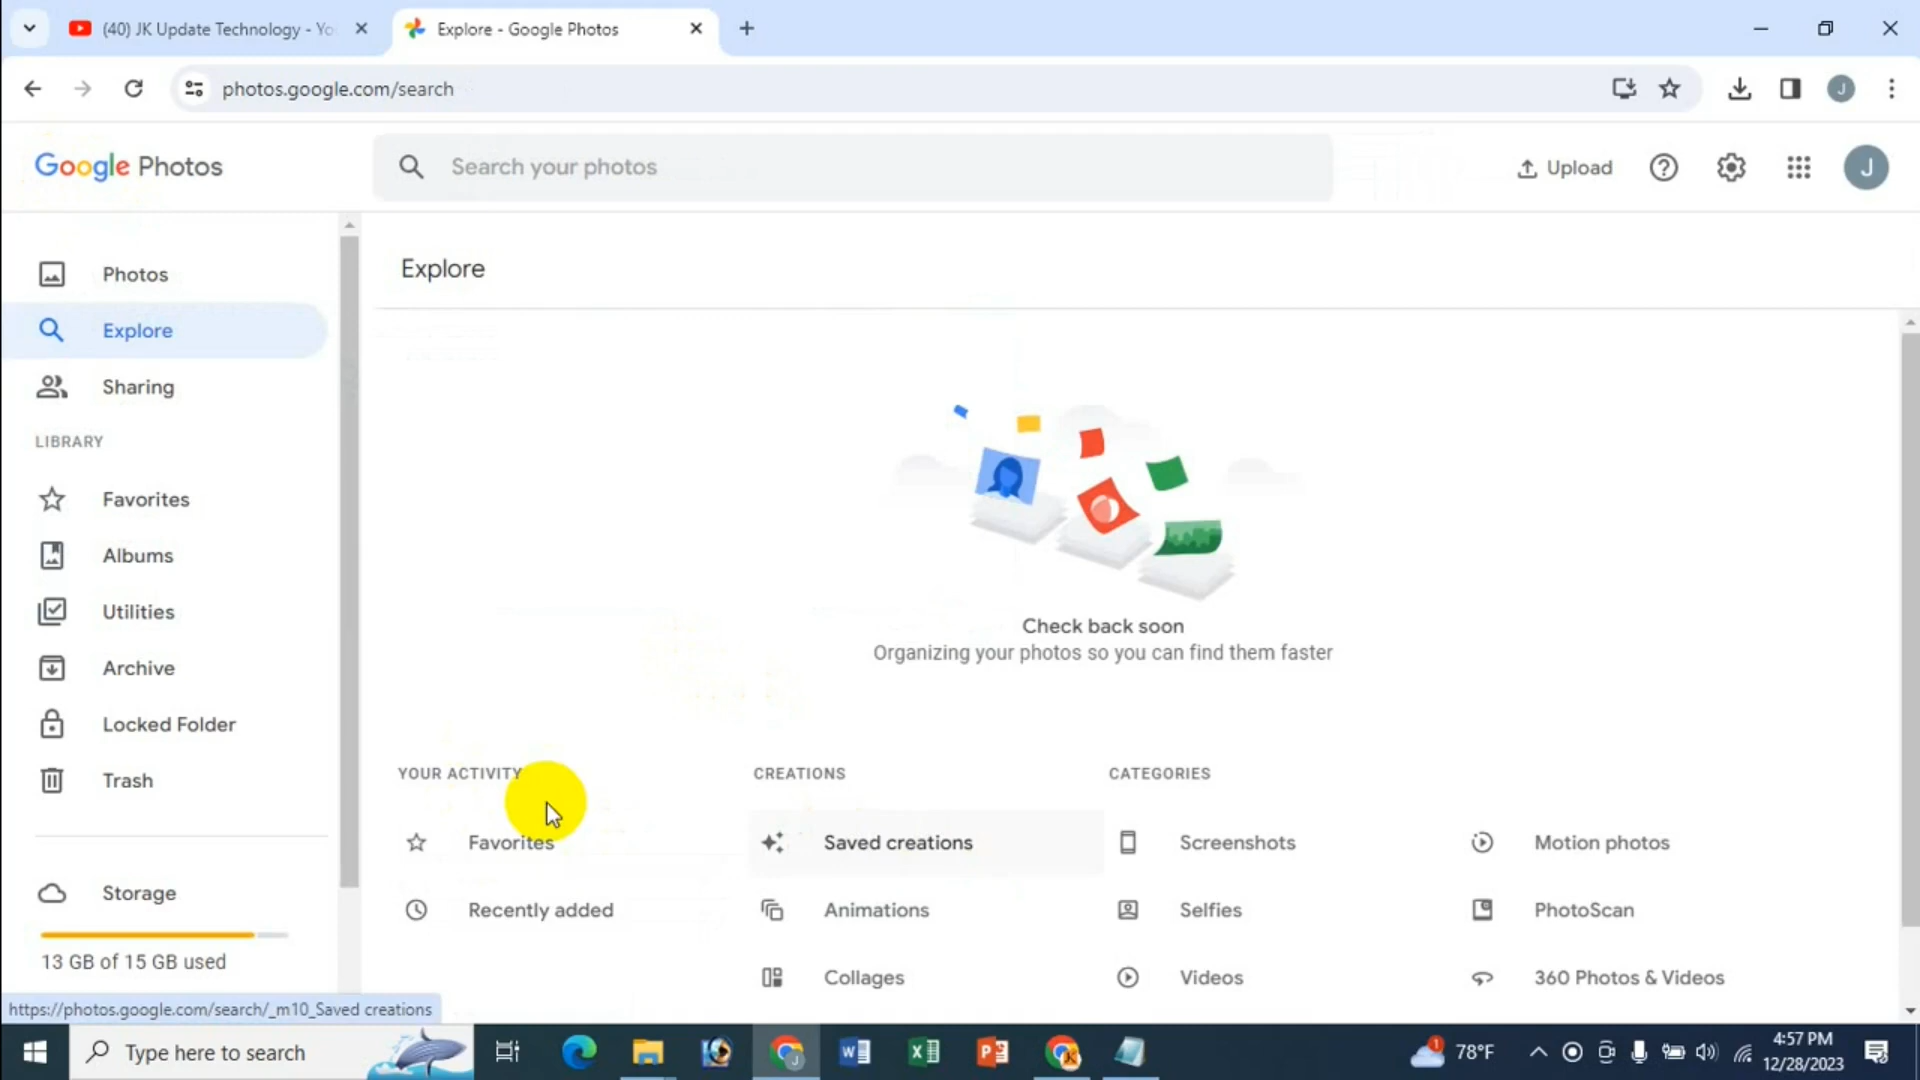 (40) JK Update Technology - Yo
Explore - Google Photos
photos.google.com/search
J
Google Photos
Search your photos
Upload
J
Photos
Explore
Sharing
LIBRARY
Favorites
Albums
Utilities
Archive
Locked Folder
Trash
Storage
13 GB of 15 GB used
Explore
Check back soon
Organizing your photos so you can find them faster
YOUR ACTIVITY
Favorites
Recently added
CREATIONS
Saved creations
Animations
Collages
CATEGORIES
Screenshots
Motion photos
Selfies
PhotoScan
Videos
360 Photos & Videos
https://photos.google.com/search/_m10_Saved creations
Type here to search
78°F
4:57 PM
12/28/2023